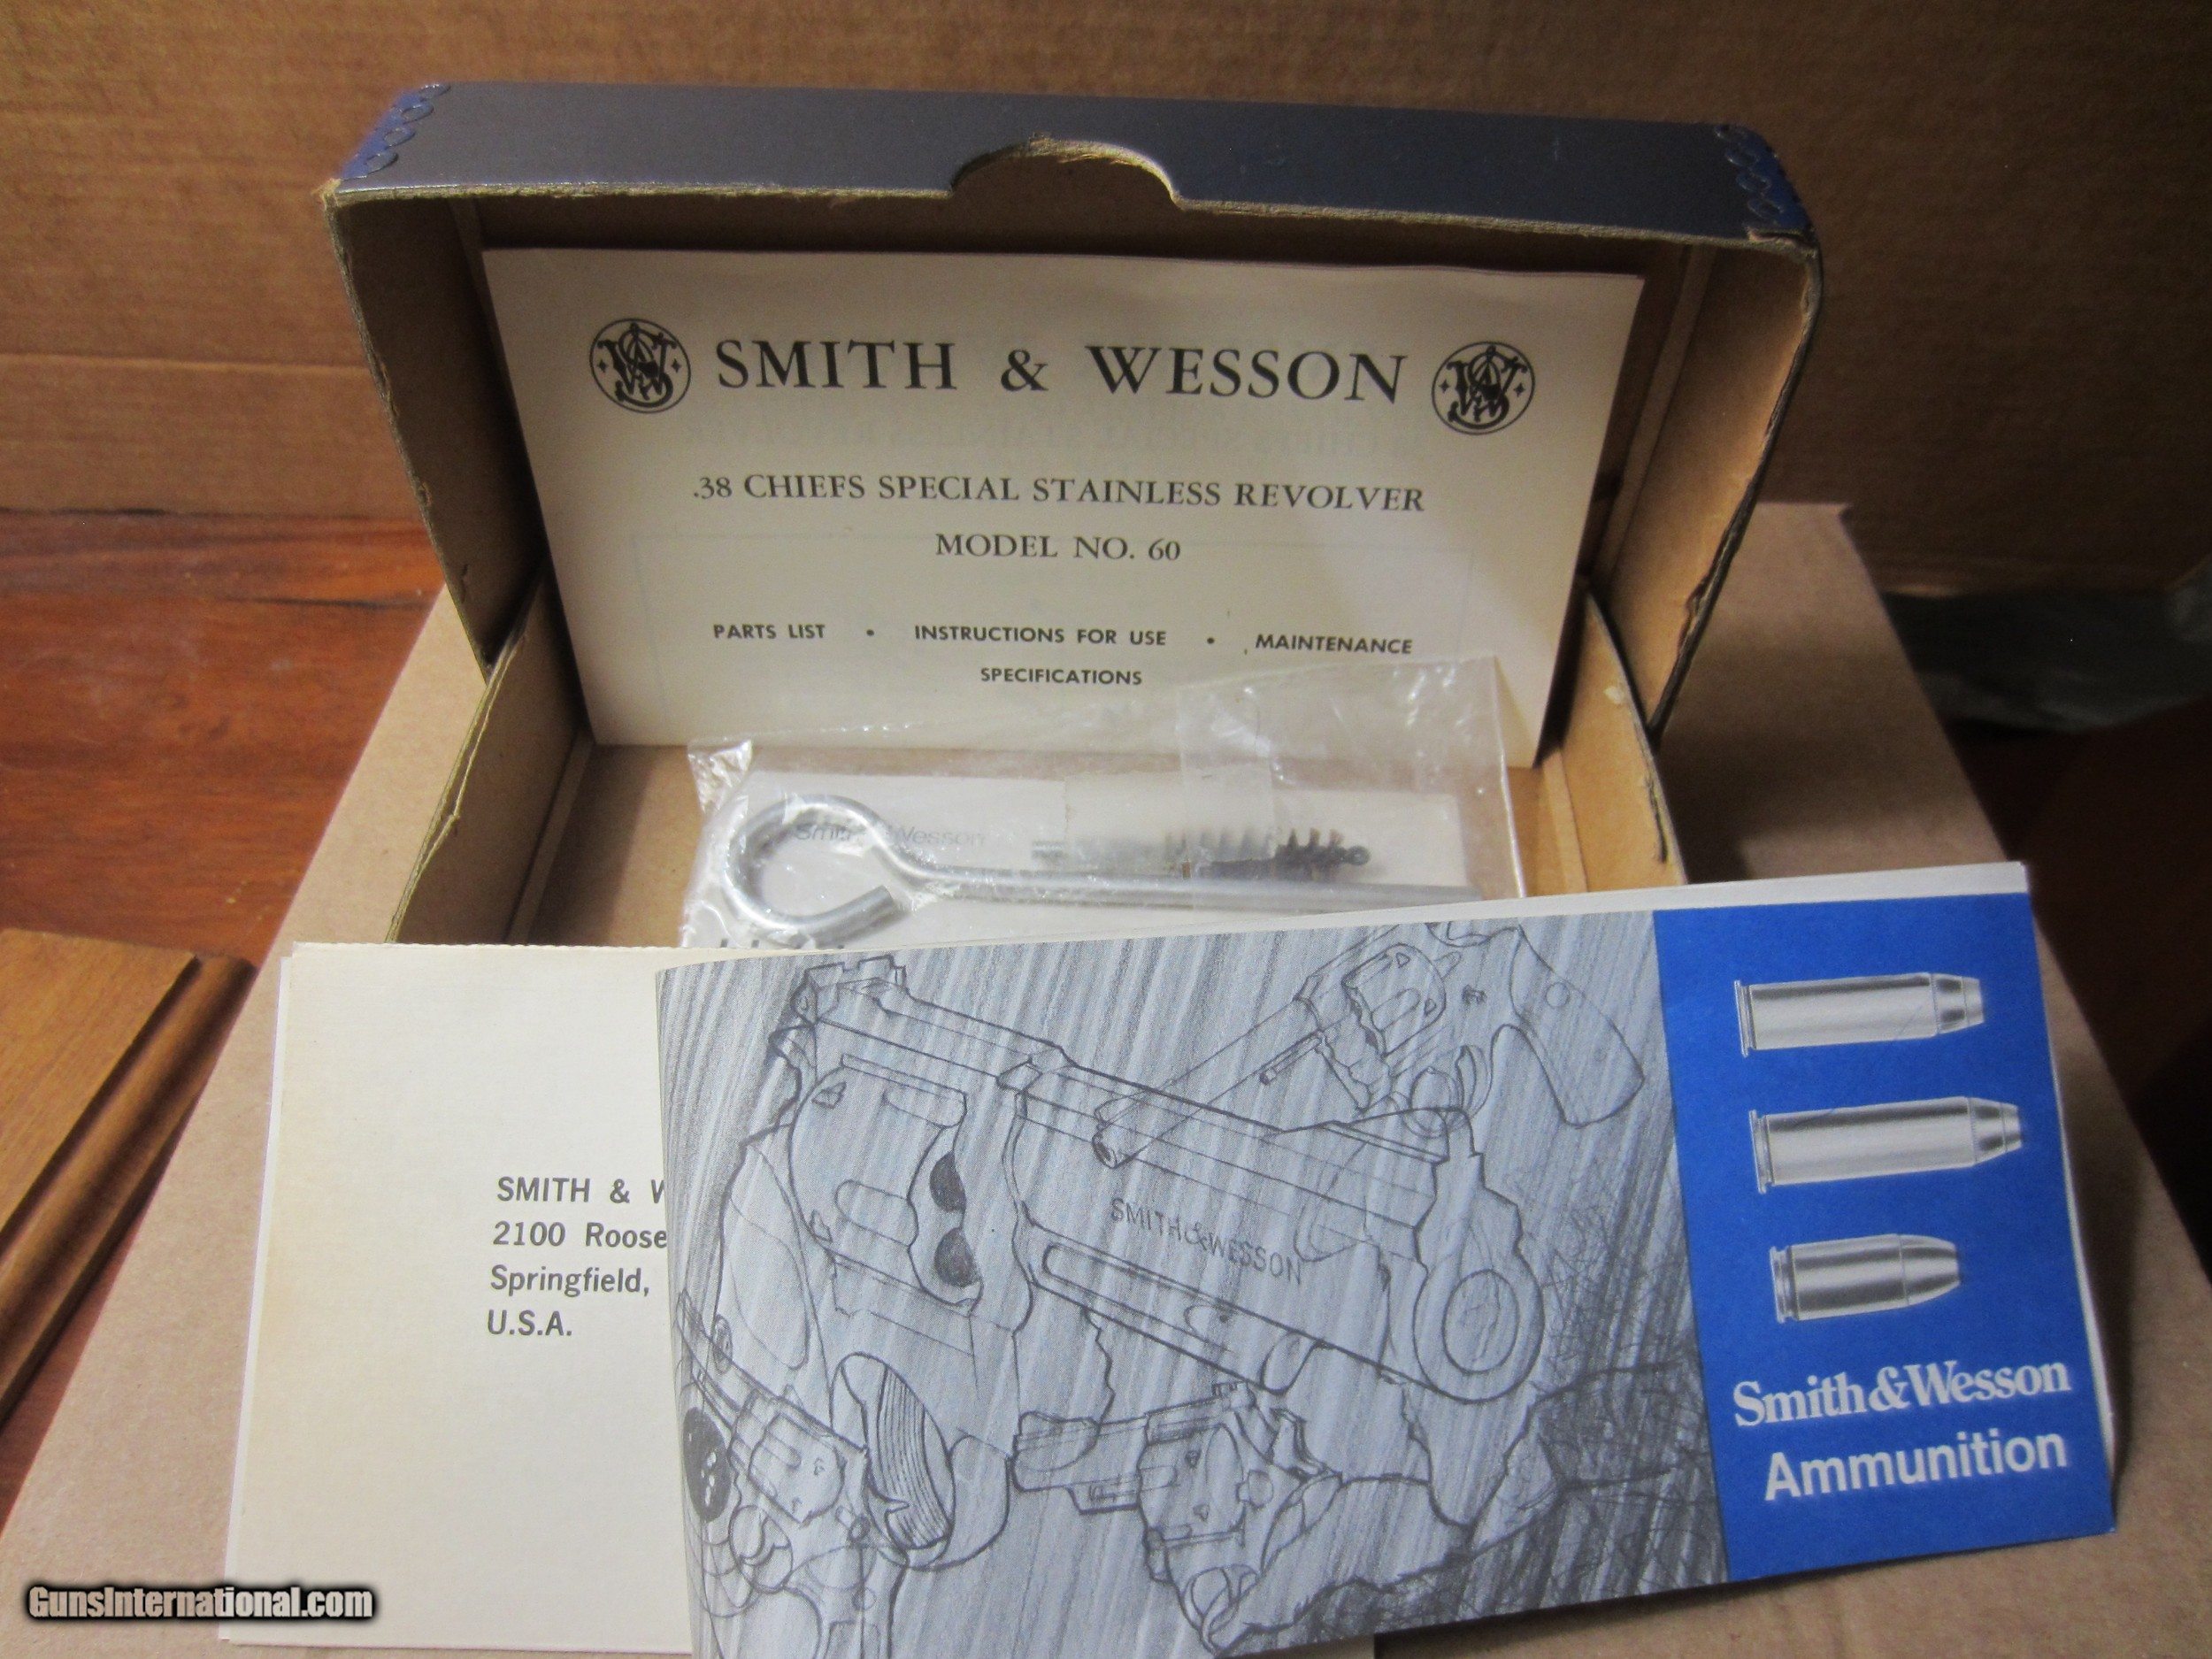 SMITH & WESSON
.38 CHIEFS SPECIAL STAINLESS REVOLVER
MODEL NO. 60
PARTS LIST • INSTRUCTIONS FOR USE • MAINTENANCE
SPECIFICATIONS
Smith & Wesson
SMITH & W
2100 Roose
Springfield,
U.S.A.
SMITH&WESSON
Smith&Wesson
Ammunition
GunsInternational.com